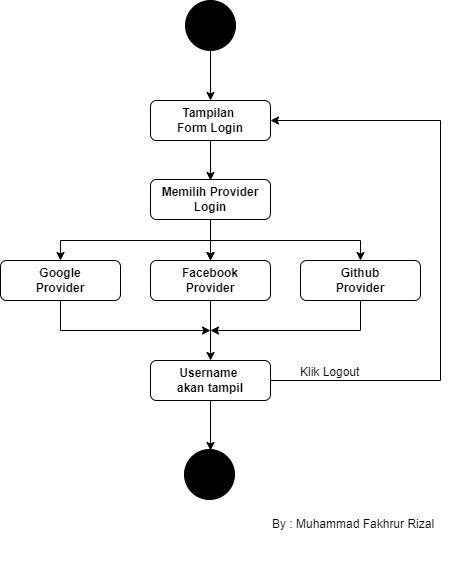 Tampilan
Form Login
Memilih Provider
Login
Google
Provider
Facebook
Provider
Github
Provider
Username
akan tampil
Klik Logout
By : Muhammad Fakhrur Rizal